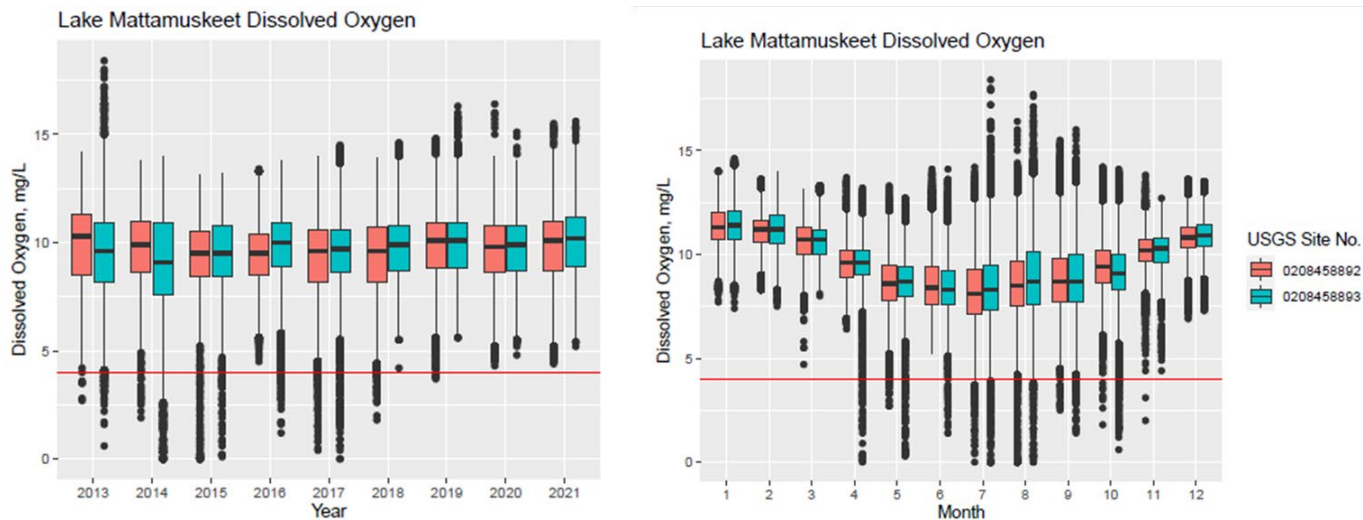 Lake Mattamuskeet Dissolved Oxygen
Dissolved Oxygen, mg/L
15
10
5
0
2013 2014 2015 2016 2017 2018 2019 2020 2021
Year
Lake Mattamuskeet Dissolved Oxygen
Dissolved Oxygen, mg/L
15
10
5
0
1 2 3 4 5 6 7 8 9 10 11 12
Month
USGS Site No.
0208458892
0208458893